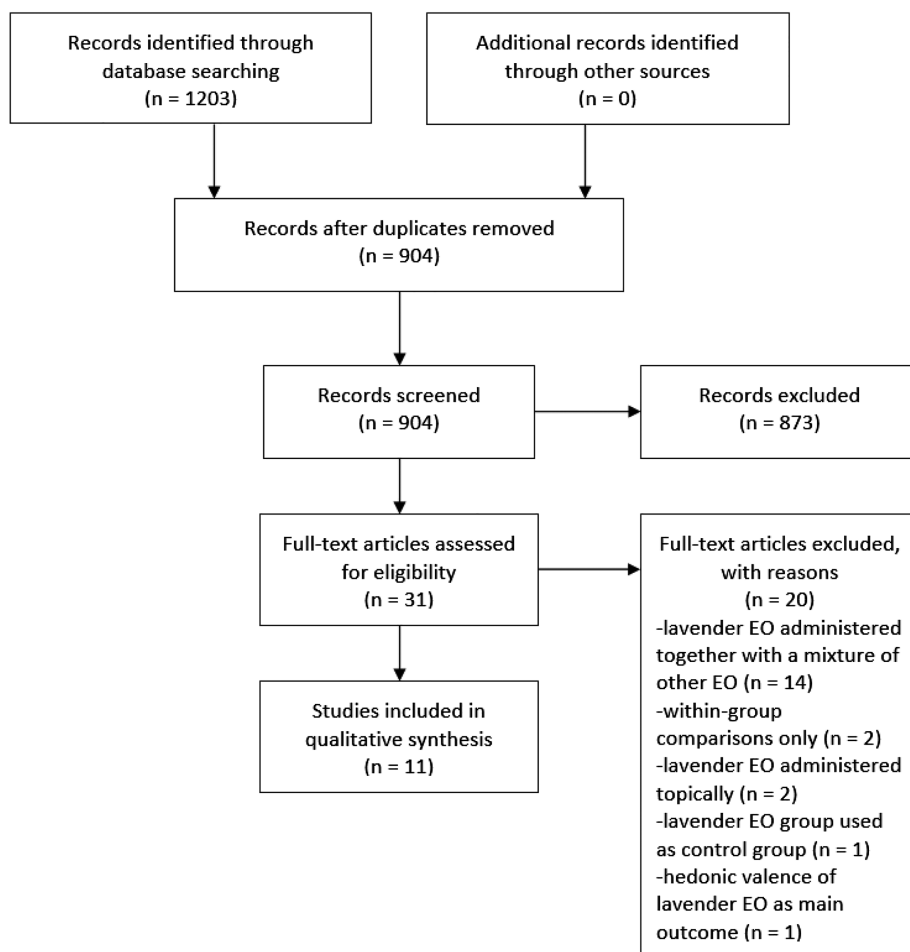 Records identified through
database searching
(n = 1203)
Additional records identified
through other sources
(n = 0)
Records after duplicates removed
(n = 904)
Records screened
(n = 904)
Records excluded
(n = 873)
Full-text articles assessed
for eligibility
(n = 31)
Full-text articles excluded,
with reasons
(n = 20)
-lavender EO administered
together with a mixture of
other EO (n = 14)
-within-group
comparisons only (n = 2)
-lavender EO administered
topically (n = 2)
-lavender EO group used
as control group (n = 1)
-hedonic valence of
lavender EO as main
outcome (n = 1)
Studies included in
qualitative synthesis
(n = 11)